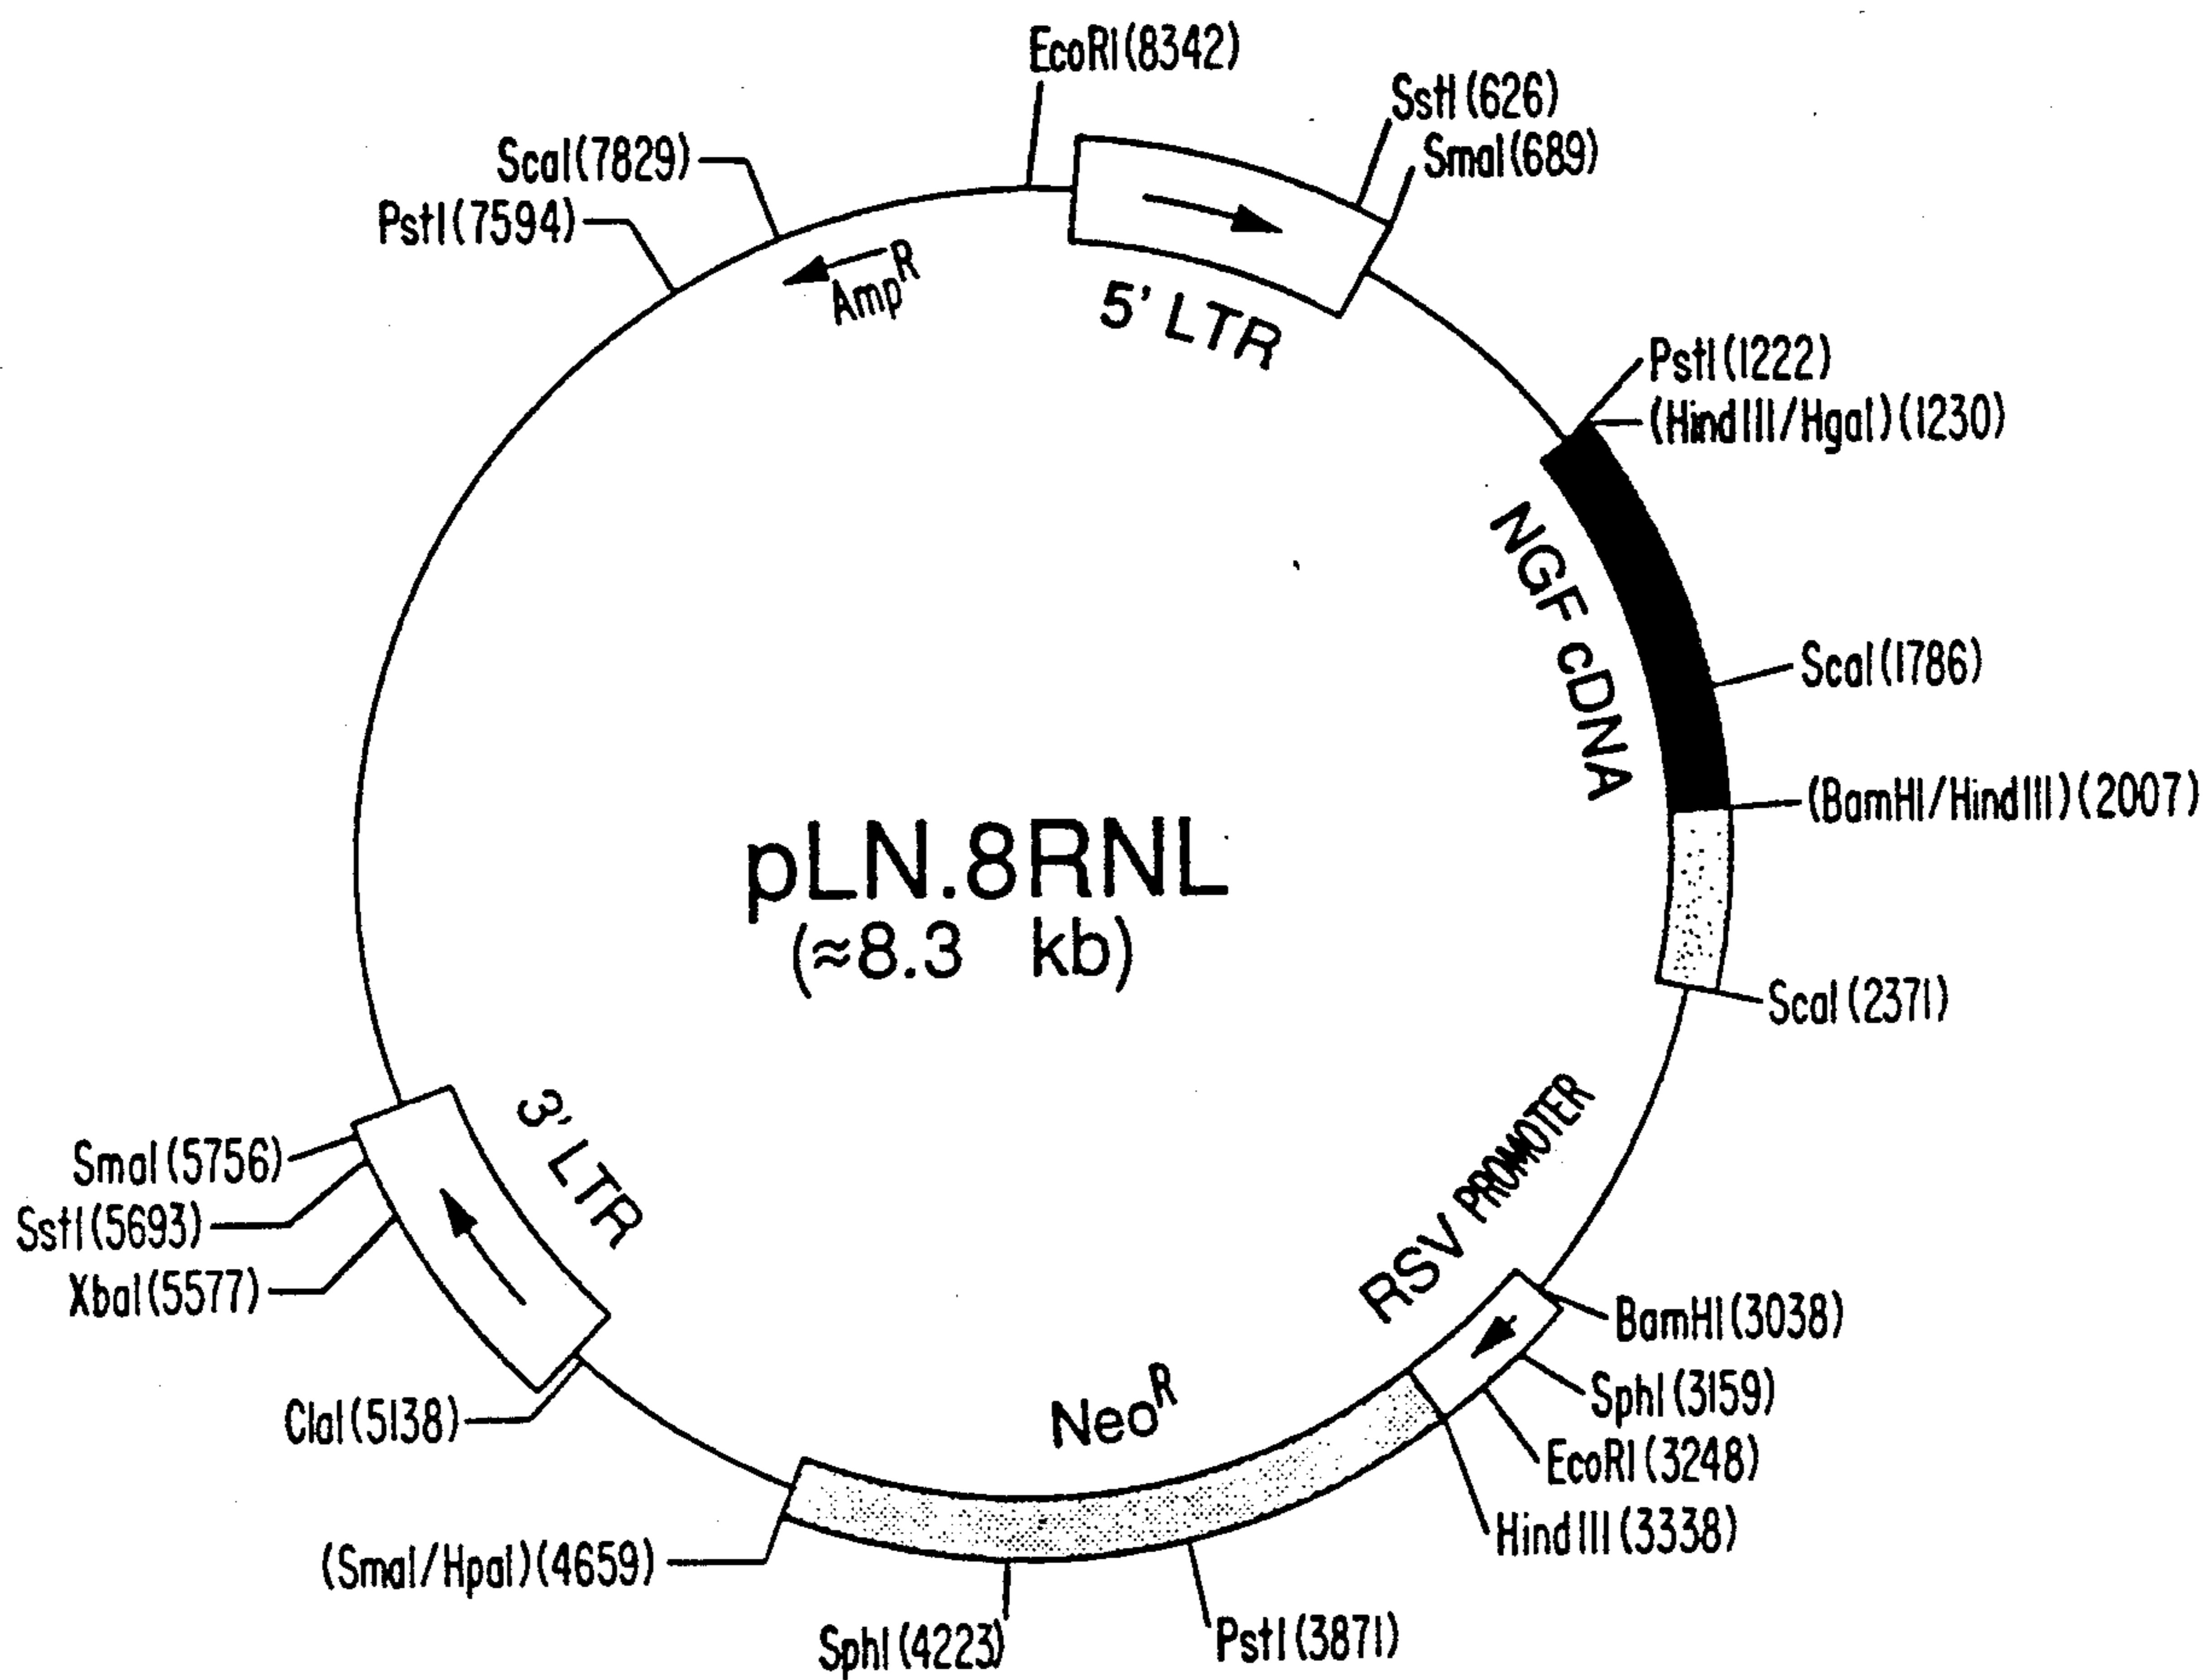 EcoRI(8342)
SstI(626)
SmaI(689)
ScaI(7829)
PstI(7594)
Amp^R
5' LTR
PstI(1222)
(HindIII/HgaI)(1230)
NGF cDNA
ScaI(1786)
(BamHI/HindIII)(2007)
pLN.8RNL
(≈8.3 kb)
ScaI(2371)
RSV PROMOTER
3' LTR
SmaI(5756)
SstI(5693)
XbaI(5577)
BamHI(3038)
SphI(3159)
EcoRI(3248)
HindIII(3338)
Neo^R
ClaI(5138)
(SmaI/HpaI)(4659)
SphI(4223)
PstI(3871)